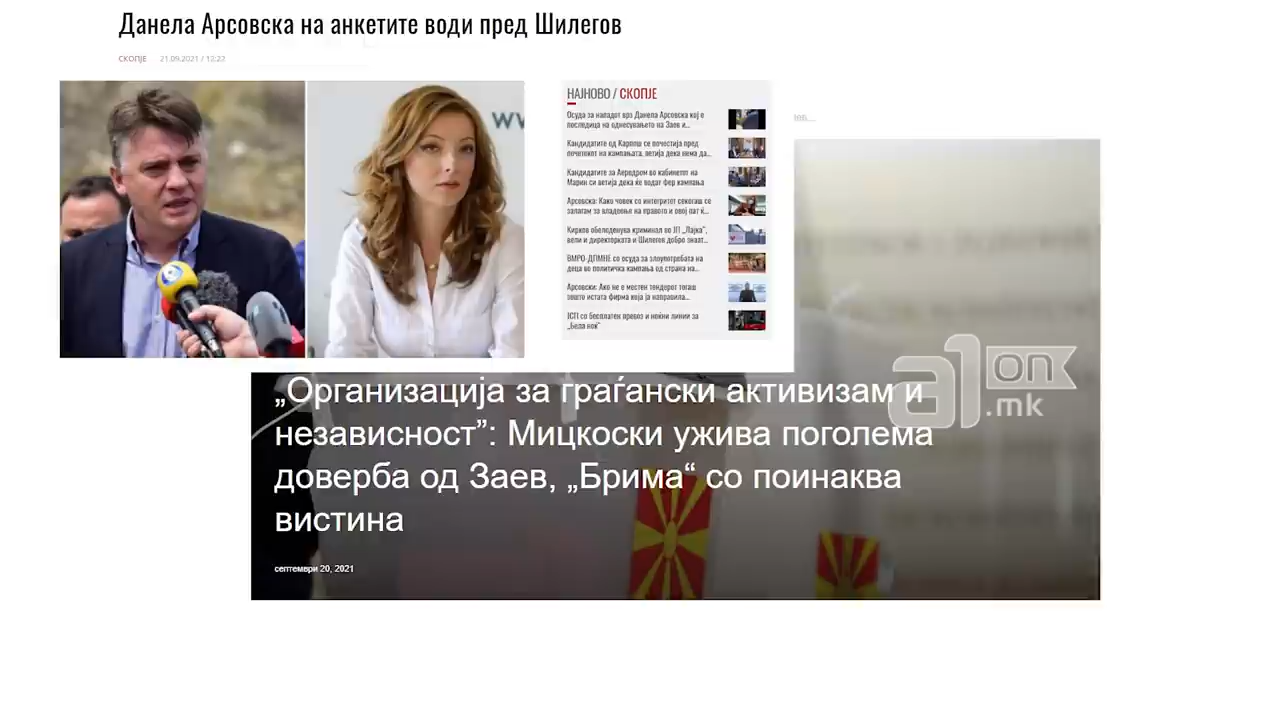 Данела Арсовска на анкетите води пред Шилегов
СКОПЈЕ 21.09.2021 / 12:22
НАЈНОВО / СКОПЈЕ
Осуда за нападот врз Данела Арсовска кој е
последица на однесувањето на Заев и...
Кандидатите од Карпош се почестија пред
почетокот на кампањата, ветија дека нема да...
Кандидатите за Аеродром во кабинетот на
Марин си ветија дека ќе водат фер кампања
Арсовска: Како човек со интегритет секогаш се
залагам за владеење на правото и овој пат ќ...
Кирков обелоденува криминал во ЈП „Лајка“,
вели и директорката и Шилегов добро знаат...
ВМРО-ДПМНЕ со осуда за злоупотребата на
деца во политичка кампања од страна на...
Арсовски: Ако не е местен тендерот тогаш
зошто истата фирма која ја направила...
ЈСП со бесплатен превоз и ноќни линии за
„Бела ноќ“
a1on
.mk
„Организација за граѓански активизам и
независност”: Мицкоски ужива поголема
доверба од Заев, „Брима“ со поинаква
вистина
септември 20, 2021